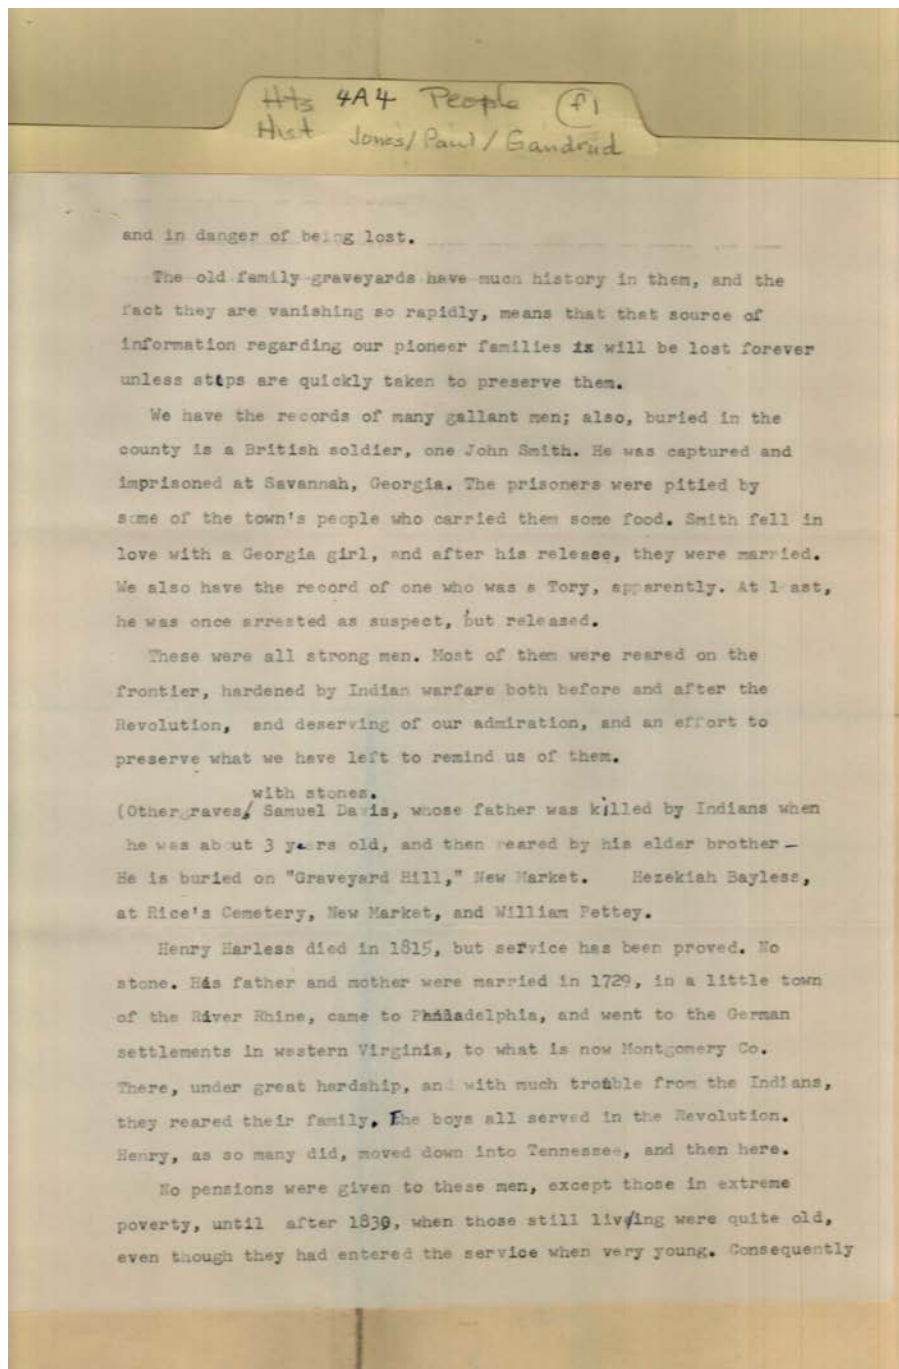 Hts 4A4 People f1
Hist Jones/Paul/Gandrud
and in danger of being lost.
The old family graveyards have much history in them, and the
fact they are vanishing so rapidly, means that that source of
information regarding our pioneer families ix will be lost forever
unless steps are quickly taken to preserve them.
We have the records of many gallant men; also, buried in the
county is a British soldier, one John Smith. He was captured and
imprisoned at Savannah, Georgia. The prisoners were pitied by
some of the town's people who carried them some food. Smith fell in
love with a Georgia girl, and after his release, they were married.
We also have the record of one who was a Tory, apparently. At least,
he was once arrested as suspect, but released.
These were all strong men. Most of them were reared on the
frontier, hardened by Indian warfare both before and after the
Revolution, and deserving of our admiration, and an effort to
preserve what we have left to remind us of them.
with stones.
(Other graves/ Samuel Davis, whose father was killed by Indians when
he was about 3 years old, and then reared by his elder brother —
He is buried on "Graveyard Hill," New Market. Hezekiah Bayless,
at Rice's Cemetery, New Market, and William Pettey.
Henry Harless died in 1815, but service has been proved. No
stone. His father and mother were married in 1729, in a little town
of the River Rhine, came to Philadelphia, and went to the German
settlements in western Virginia, to what is now Montgomery Co.
There, under great hardship, and with much trouble from the Indians,
they reared their family. The boys all served in the Revolution.
Henry, as so many did, moved down into Tennessee, and then here.
No pensions were given to these men, except those in extreme
poverty, until after 1839, when those still liv/ing were quite old,
even though they had entered the service when very young. Consequently